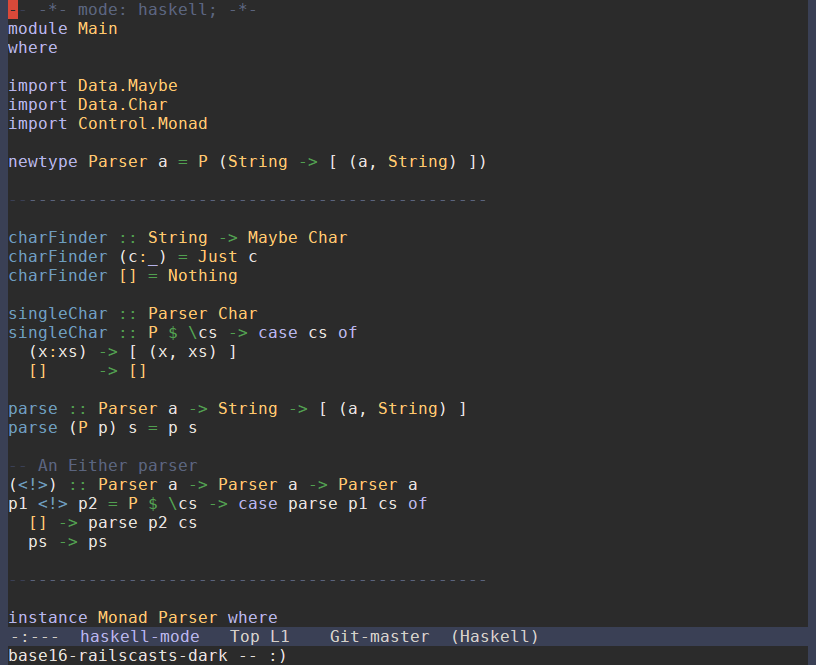 -- -*- mode: haskell; -*-
module Main
where

import Data.Maybe
import Data.Char
import Control.Monad

newtype Parser a = P (String -> [ (a, String) ])

------------------------------------------------

charFinder :: String -> Maybe Char
charFinder (c:_) = Just c
charFinder [] = Nothing

singleChar :: Parser Char
singleChar :: P $ \cs -> case cs of
  (x:xs) -> [ (x, xs) ]
  []     -> []

parse :: Parser a -> String -> [ (a, String) ]
parse (P p) s = p s

-- An Either parser
(<!>) :: Parser a -> Parser a -> Parser a
p1 <!> p2 = P $ \cs -> case parse p1 cs of
  [] -> parse p2 cs
  ps -> ps

------------------------------------------------

instance Monad Parser where
-:---  haskell-mode   Top L1    Git-master  (Haskell)
base16-railscasts-dark -- :)